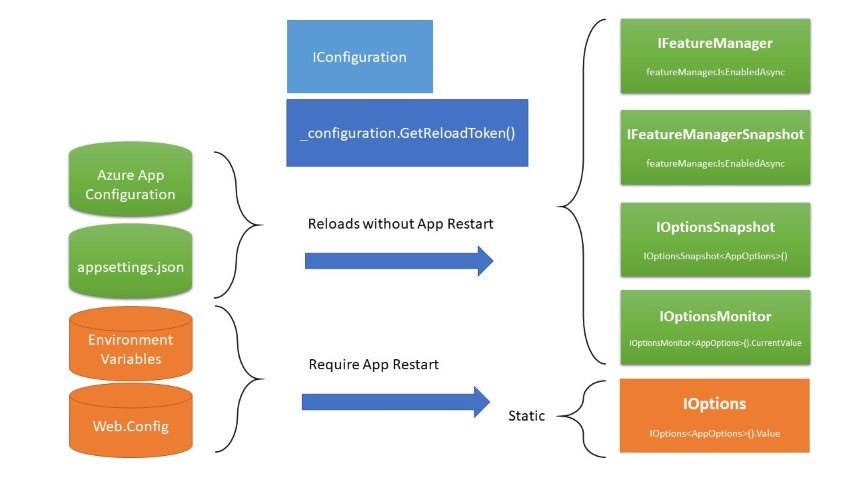 IConfiguration
_configuration.GetReloadToken()
Azure App
Configuration
appsettings.json
Environment
Variables
Web.Config
Reloads without App Restart
Require App Restart
Static
IFeatureManager
featureManager.IsEnabledAsync
IFeatureManagerSnapshot
featureManager.IsEnabledAsync
IOptionsSnapshot
IOptionsSnapshot<AppOptions>()
IOptionsMonitor
IOptionsMonitor<AppOptions>().CurrentValue
IOptions
IOptions<AppOptions>().Value